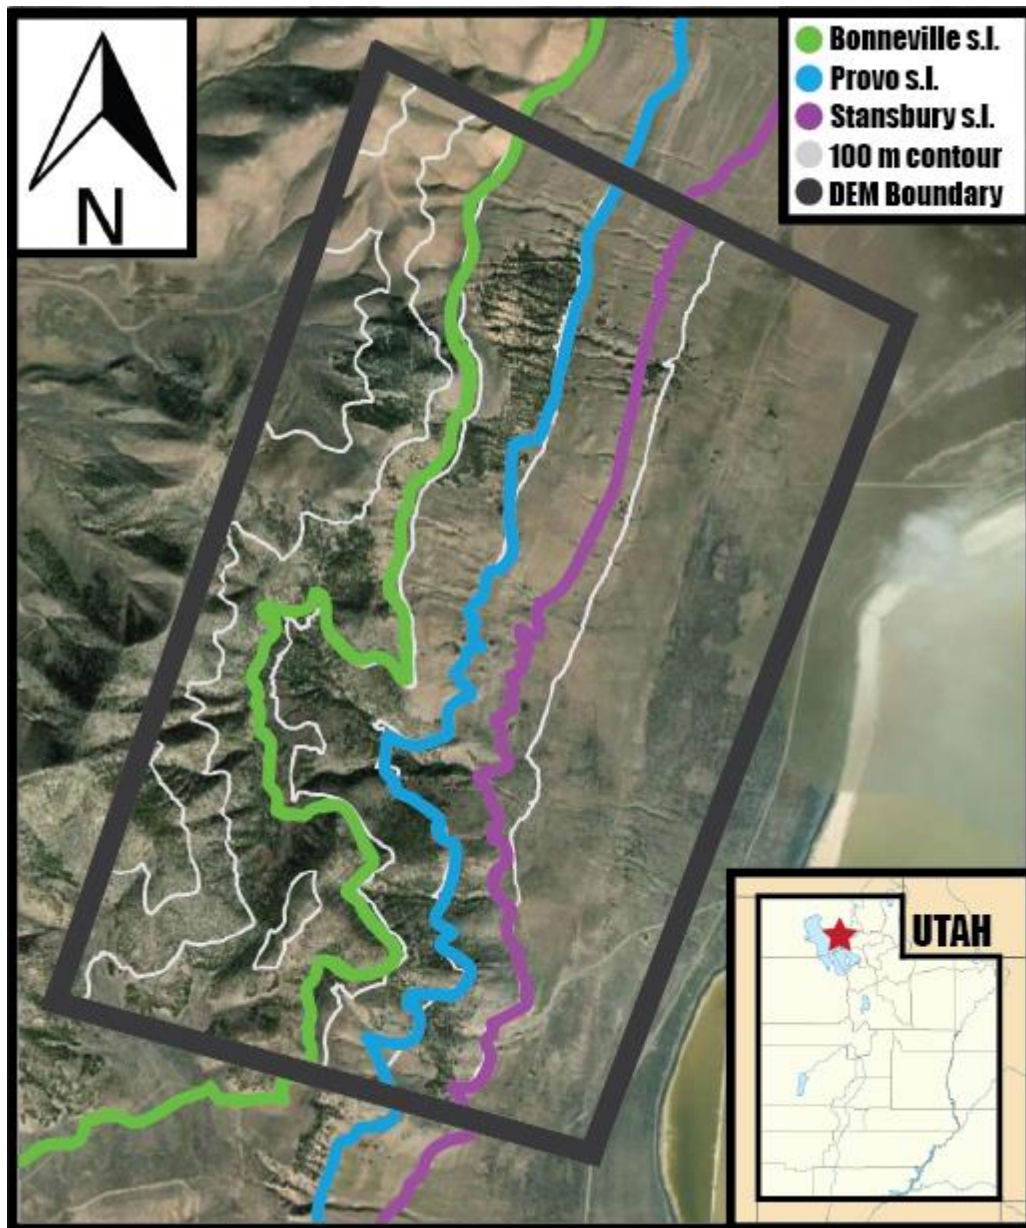 N
Bonneville s.l.
Provo s.l.
Stansbury s.l.
100 m contour
DEM Boundary
UTAH